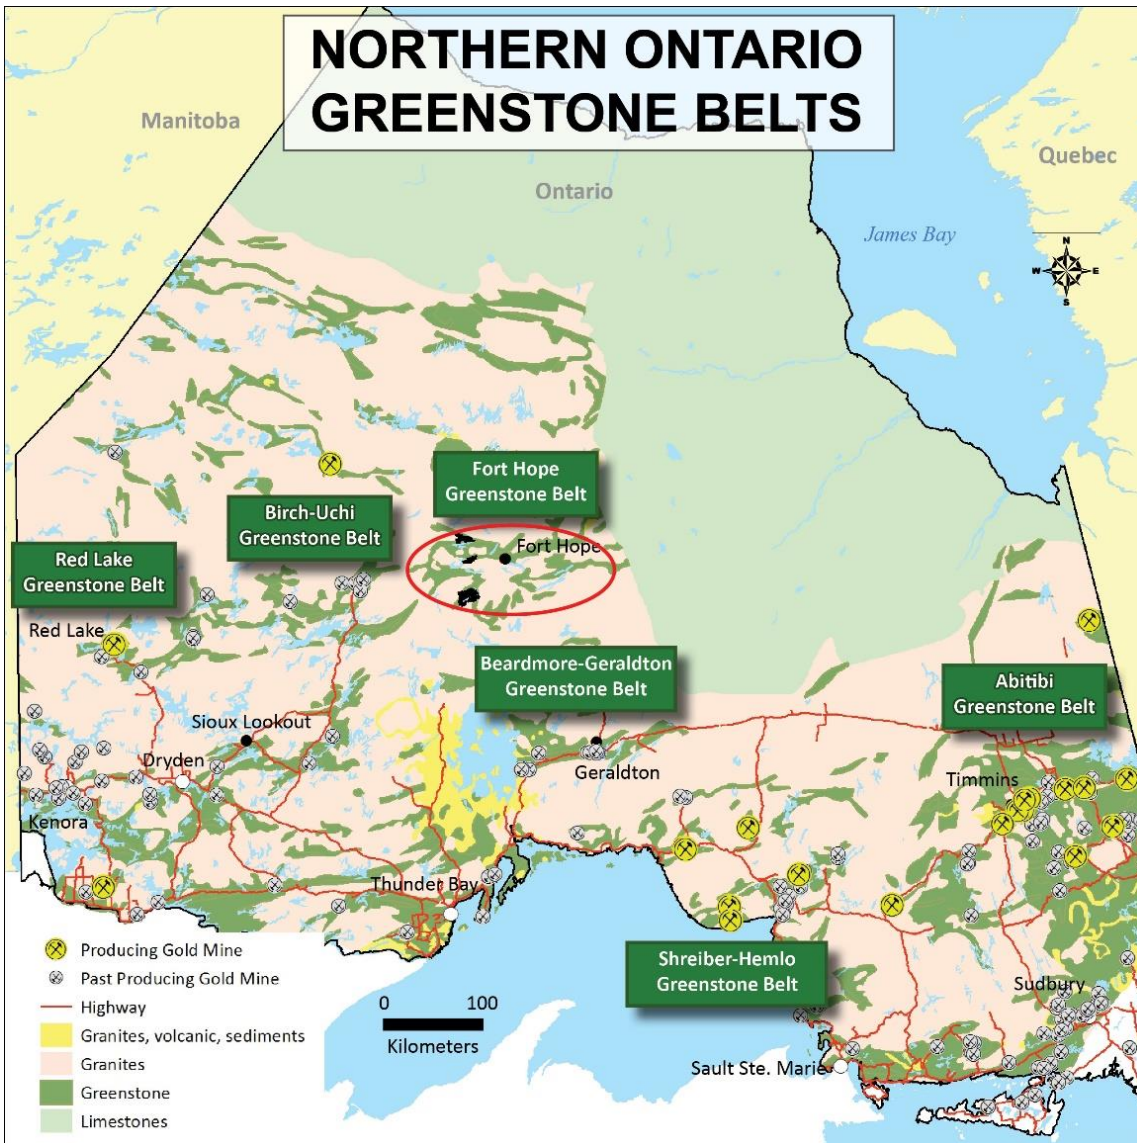 NORTHERN ONTARIO
GREENSTONE BELTS
Manitoba
Quebec
Ontario
James Bay
N
W
E
S
Fort Hope
Greenstone Belt
Birch-Uchi
Greenstone Belt
Fort Hope
Red Lake
Greenstone Belt
Red Lake
Beardmore-Geraldton
Greenstone Belt
Abitibi
Greenstone Belt
Sioux Lookout
Dryden
Geraldton
Timmins
Kenora
Thunder Bay
Shreiber-Hemlo
Greenstone Belt
Sudbury
Sault Ste. Marie
Producing Gold Mine
Past Producing Gold Mine
Highway
Granites, volcanic, sediments
Granites
Greenstone
Limestones
0 100
Kilometers